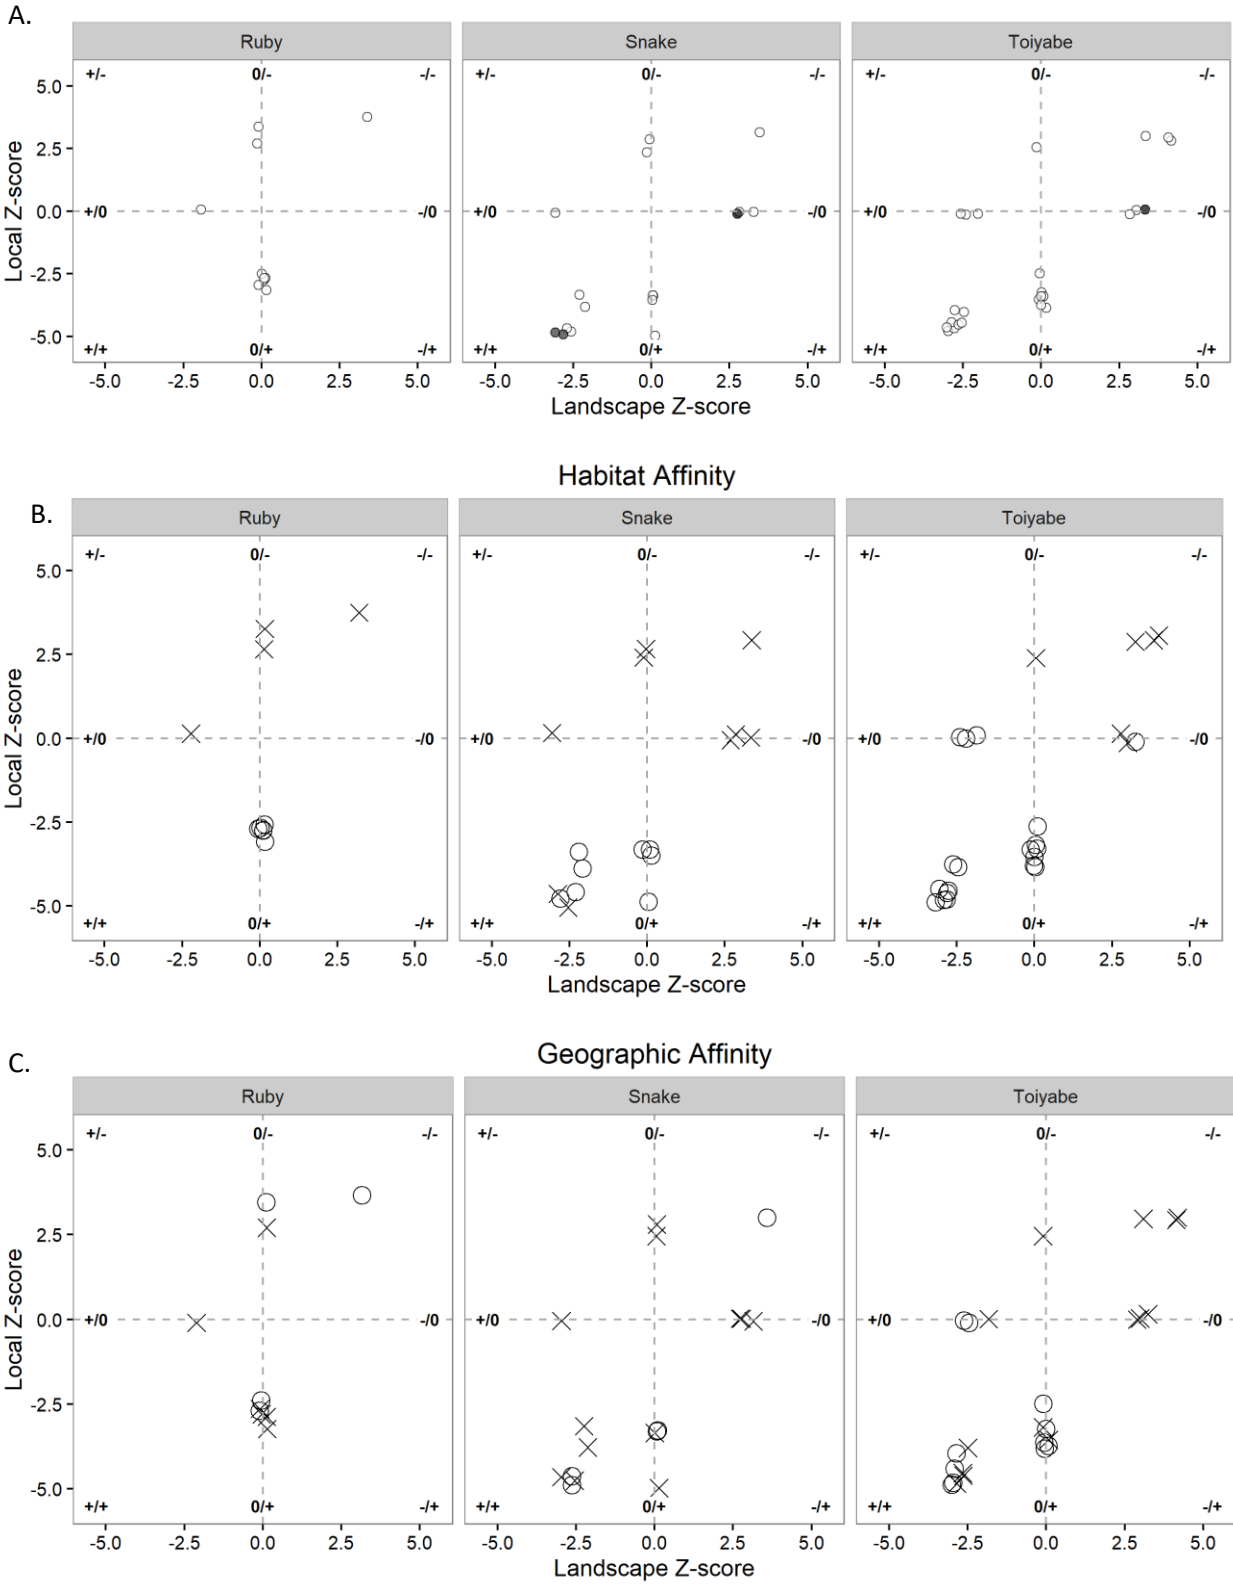 A.
Ruby Snake Toiyabe
+/- 0/- -/- +/- 0/- -/- +/- 0/- -/-
5.0
2.5
0.0 +/0 -/0 +/0 -/0 +/0 -/0
-2.5
-5.0
+/+ 0/+ -/+ +/+ 0/+ -/+ +/+ 0/+ -/+
Local Z-score
-5.0 -2.5 0.0 2.5 5.0 -5.0 -2.5 0.0 2.5 5.0 -5.0 -2.5 0.0 2.5 5.0
Landscape Z-score
Habitat Affinity
B.
Ruby Snake Toiyabe
+/- 0/- -/- +/- 0/- -/- +/- 0/- -/-
5.0
2.5
0.0 +/0 -/0 +/0 -/0 +/0 -/0
-2.5
-5.0
+/+ 0/+ -/+ +/+ 0/+ -/+ +/+ 0/+ -/+
Local Z-score
-5.0 -2.5 0.0 2.5 5.0 -5.0 -2.5 0.0 2.5 5.0 -5.0 -2.5 0.0 2.5 5.0
Landscape Z-score
Geographic Affinity
C.
Ruby Snake Toiyabe
+/- 0/- -/- +/- 0/- -/- +/- 0/- -/-
5.0
2.5
0.0 +/0 -/0 +/0 -/0 +/0 -/0
-2.5
-5.0
+/+ 0/+ -/+ +/+ 0/+ -/+ +/+ 0/+ -/+
Local Z-score
-5.0 -2.5 0.0 2.5 5.0 -5.0 -2.5 0.0 2.5 5.0 -5.0 -2.5 0.0 2.5 5.0
Landscape Z-score